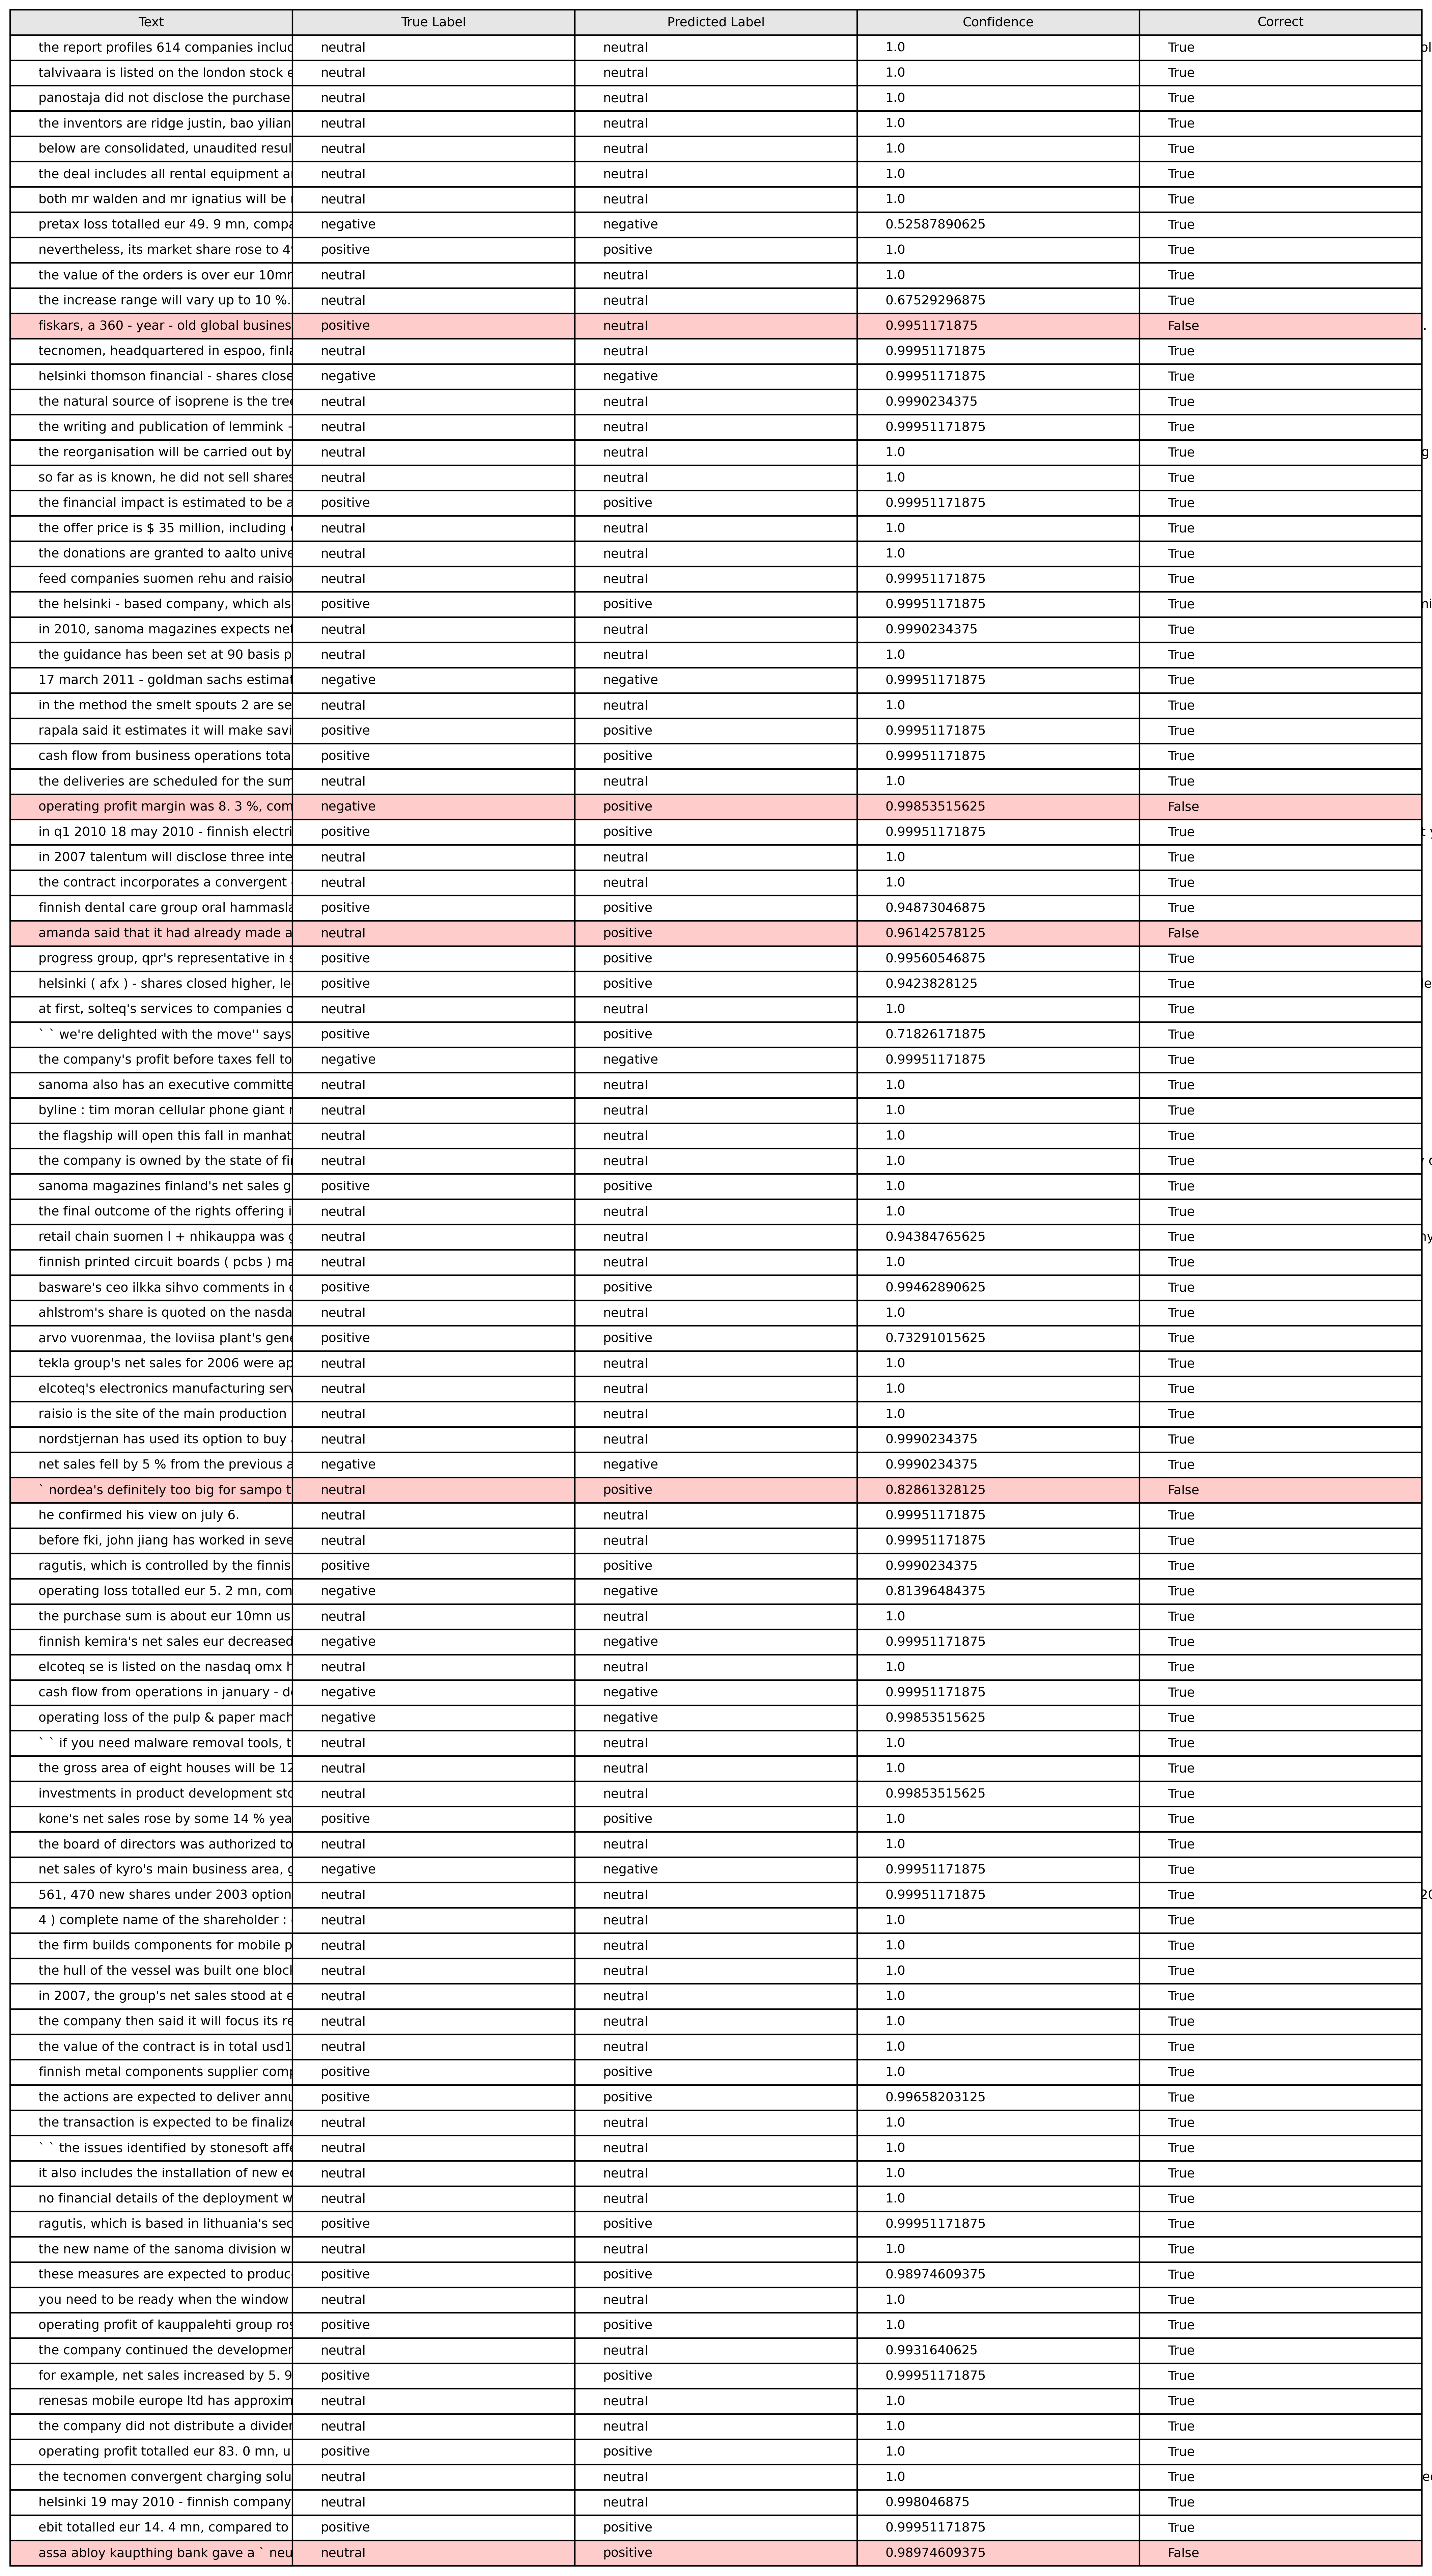 Text True Label Predicted Label Confidence Correct
the report profiles 614 companies includ neutral neutral 1.0 True ol
talvivaara is listed on the london stock e neutral neutral 1.0 True
panostaja did not disclose the purchase neutral neutral 1.0 True
the inventors are ridge justin, bao yilian neutral neutral 1.0 True
below are consolidated, unaudited resul neutral neutral 1.0 True
the deal includes all rental equipment a neutral neutral 1.0 True
both mr walden and mr ignatius will be neutral neutral 1.0 True
pretax loss totalled eur 49. 9 mn, compa negative negative 0.52587890625 True
nevertheless, its market share rose to 4 positive positive 1.0 True
the value of the orders is over eur 10mn neutral neutral 1.0 True
the increase range will vary up to 10 %. neutral neutral 0.67529296875 True
fiskars, a 360 - year - old global busines positive neutral 0.9951171875 False .
tecnomen, headquartered in espoo, finla neutral neutral 0.99951171875 True
helsinki thomson financial - shares close negative negative 0.99951171875 True
the natural source of isoprene is the tree neutral neutral 0.9990234375 True
the writing and publication of lemmink - neutral neutral 0.99951171875 True
the reorganisation will be carried out by neutral neutral 1.0 True g
so far as is known, he did not sell shares neutral neutral 1.0 True
the financial impact is estimated to be a positive positive 0.99951171875 True
the offer price is $ 35 million, including neutral neutral 1.0 True
the donations are granted to aalto unive neutral neutral 1.0 True
feed companies suomen rehu and raisio neutral neutral 0.99951171875 True
the helsinki - based company, which als positive positive 0.99951171875 True mi
in 2010, sanoma magazines expects net neutral neutral 0.9990234375 True
the guidance has been set at 90 basis p neutral neutral 1.0 True
17 march 2011 - goldman sachs estimat negative negative 0.99951171875 True
in the method the smelt spouts 2 are se neutral neutral 1.0 True
rapala said it estimates it will make savi positive positive 0.99951171875 True
cash flow from business operations tota positive positive 0.99951171875 True
the deliveries are scheduled for the sum neutral neutral 1.0 True
operating profit margin was 8. 3 %, com negative positive 0.99853515625 False
in q1 2010 18 may 2010 - finnish electri positive positive 0.99951171875 True t y
in 2007 talentum will disclose three inte neutral neutral 1.0 True
the contract incorporates a convergent neutral neutral 1.0 True
finnish dental care group oral hammasla positive positive 0.94873046875 True
amanda said that it had already made a neutral positive 0.96142578125 False
progress group, qpr's representative in s positive positive 0.99560546875 True
helsinki ( afx ) - shares closed higher, le positive positive 0.9423828125 True e
at first, solteq's services to companies o neutral neutral 1.0 True
` ` we're delighted with the move'' says positive positive 0.71826171875 True
the company's profit before taxes fell to negative negative 0.99951171875 True
sanoma also has an executive committe neutral neutral 1.0 True
byline : tim moran cellular phone giant n neutral neutral 1.0 True
the flagship will open this fall in manhat neutral neutral 1.0 True
the company is owned by the state of fin neutral neutral 1.0 True
sanoma magazines finland's net sales g positive positive 1.0 True
the final outcome of the rights offering i neutral neutral 1.0 True
retail chain suomen l + nhikauppa was g neutral neutral 0.94384765625 True ny
finnish printed circuit boards ( pcbs ) ma neutral neutral 1.0 True
basware's ceo ilkka sihvo comments in c positive positive 0.99462890625 True
ahlstrom's share is quoted on the nasda neutral neutral 1.0 True
arvo vuorenmaa, the loviisa plant's gene positive positive 0.73291015625 True
tekla group's net sales for 2006 were ap neutral neutral 1.0 True
elcoteq's electronics manufacturing serv neutral neutral 1.0 True
raisio is the site of the main production neutral neutral 1.0 True
nordstjernan has used its option to buy neutral neutral 0.9990234375 True
net sales fell by 5 % from the previous a negative negative 0.9990234375 True
` nordea's definitely too big for sampo t neutral positive 0.82861328125 False
he confirmed his view on july 6. neutral neutral 0.99951171875 True
before fki, john jiang has worked in seve neutral neutral 0.99951171875 True
ragutis, which is controlled by the finnis positive positive 0.9990234375 True
operating loss totalled eur 5. 2 mn, com negative negative 0.81396484375 True
the purchase sum is about eur 10mn us neutral neutral 1.0 True
finnish kemira's net sales eur decreased negative negative 0.99951171875 True
elcoteq se is listed on the nasdaq omx h neutral neutral 1.0 True
cash flow from operations in january - de negative negative 0.99951171875 True
operating loss of the pulp & paper mach negative negative 0.99853515625 True
` ` if you need malware removal tools, t neutral neutral 1.0 True
the gross area of eight houses will be 12 neutral neutral 1.0 True
investments in product development sto neutral neutral 0.99853515625 True
kone's net sales rose by some 14 % yea positive positive 1.0 True
the board of directors was authorized to neutral neutral 1.0 True
net sales of kyro's main business area, g negative negative 0.99951171875 True
561, 470 new shares under 2003 option neutral neutral 0.99951171875 True 20
4 ) complete name of the shareholder : neutral neutral 1.0 True
the firm builds components for mobile p neutral neutral 1.0 True
the hull of the vessel was built one block neutral neutral 1.0 True
in 2007, the group's net sales stood at e neutral neutral 1.0 True
the company then said it will focus its re neutral neutral 1.0 True
the value of the contract is in total usd1 neutral neutral 1.0 True
finnish metal components supplier comp positive positive 1.0 True
the actions are expected to deliver annu positive positive 0.99658203125 True
the transaction is expected to be finalize neutral neutral 1.0 True
` ` the issues identified by stonesoft affe neutral neutral 1.0 True
it also includes the installation of new eq neutral neutral 1.0 True
no financial details of the deployment w neutral neutral 1.0 True
ragutis, which is based in lithuania's sec positive positive 0.99951171875 True
the new name of the sanoma division w neutral neutral 1.0 True
these measures are expected to produc positive positive 0.98974609375 True
you need to be ready when the window neutral neutral 1.0 True
operating profit of kauppalehti group ros positive positive 1.0 True
the company continued the developmen neutral neutral 0.9931640625 True
for example, net sales increased by 5. 9 positive positive 0.99951171875 True
renesas mobile europe ltd has approxim neutral neutral 1.0 True
the company did not distribute a dividen neutral neutral 1.0 True
operating profit totalled eur 83. 0 mn, u positive positive 1.0 True
the tecnomen convergent charging solu neutral neutral 1.0 True ed
helsinki 19 may 2010 - finnish company neutral neutral 0.998046875 True
ebit totalled eur 14. 4 mn, compared to positive positive 0.99951171875 True
assa abloy kaupthing bank gave a ` neu neutral positive 0.98974609375 False